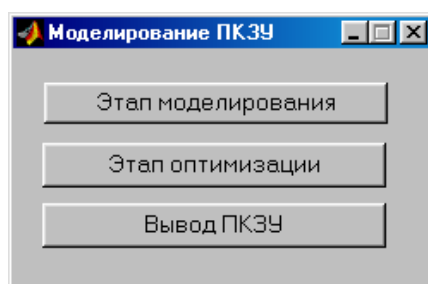 Моделирование ПКЗУ
Этап моделирования
Этап оптимизации
Вывод ПКЗУ